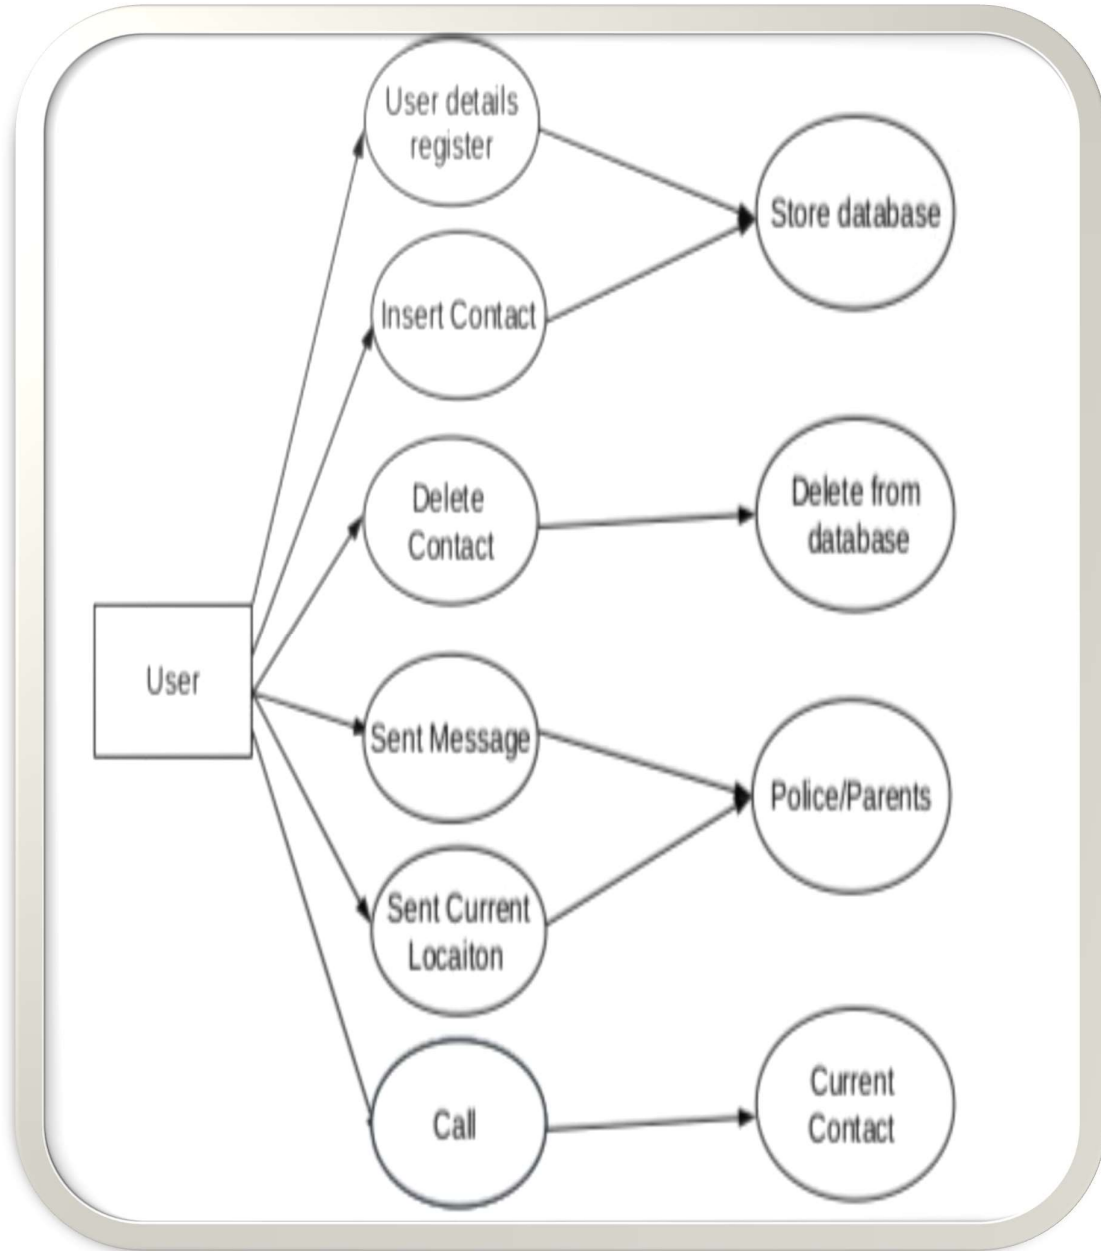 User details
register
Store database
Insert Contact
Delete
Contact
Delete from
database
User
Sent Message
Police/Parents
Sent Current
Locaiton
Call
Current
Contact